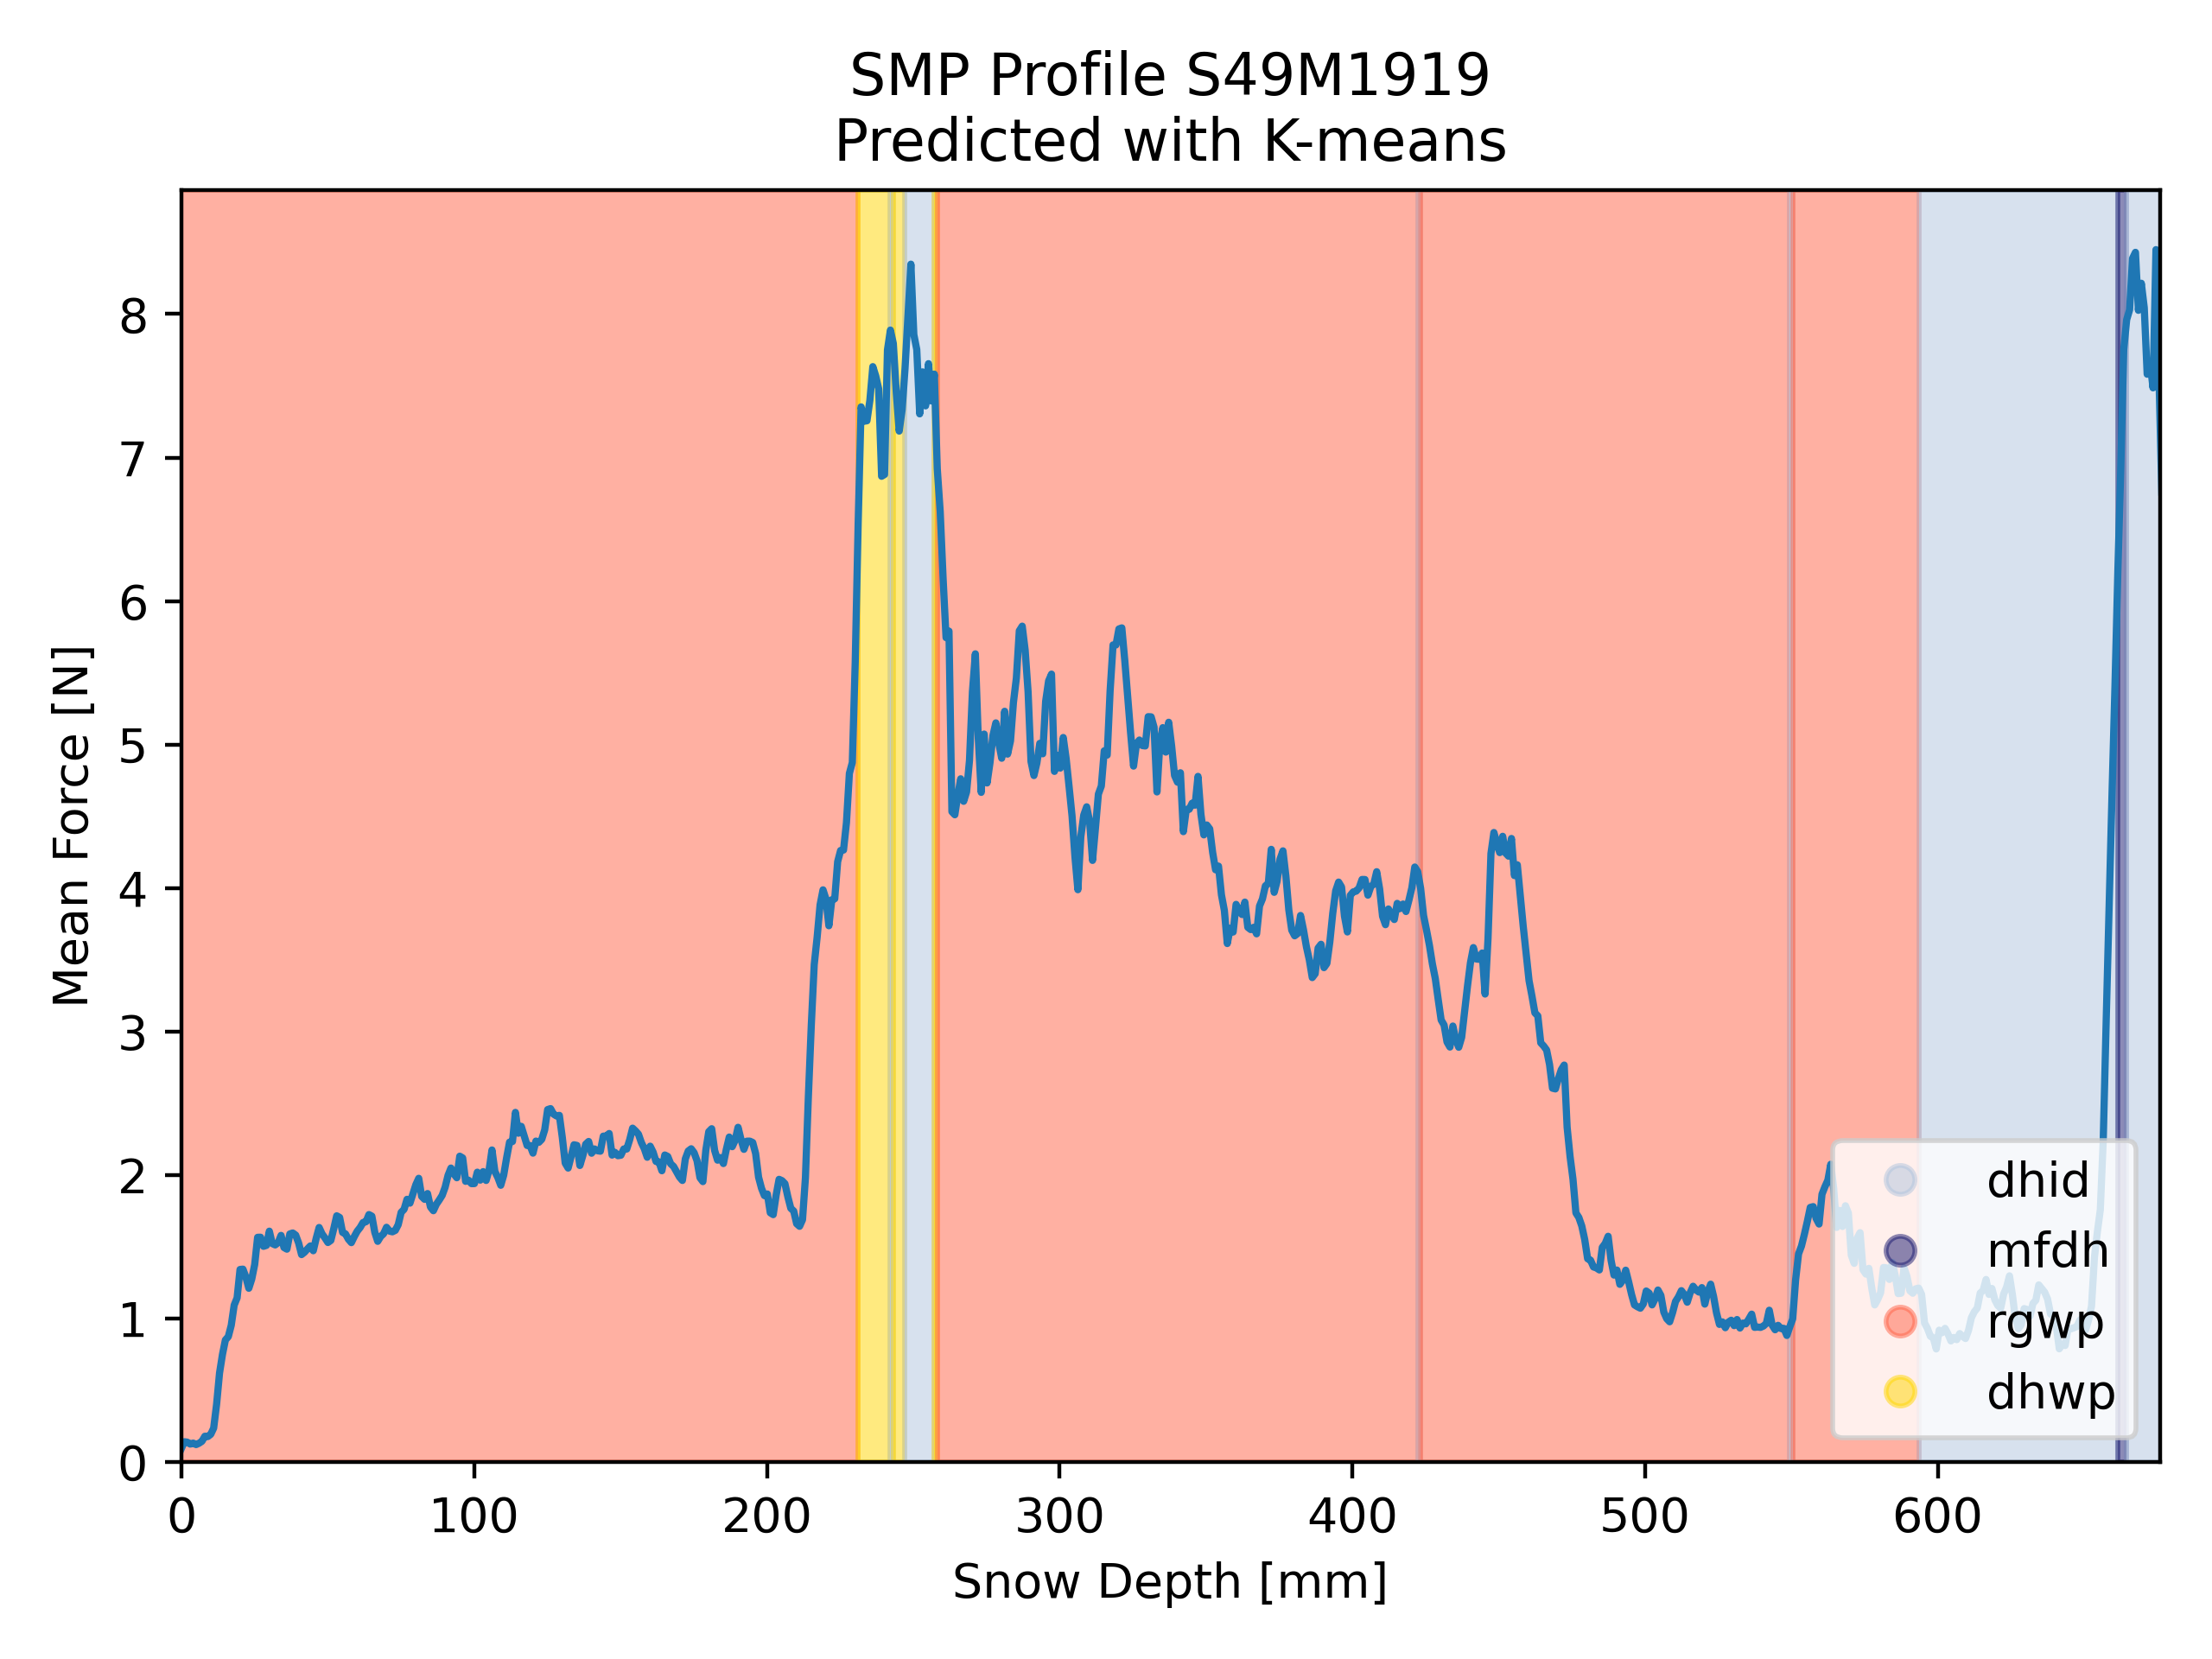 SMP Profile S49M1919
Predicted with K-means
Mean Force [N]
8
7
6
5
4
3
2
1
0
dhid
mfdh
rgwp
dhwp
0 100 200 300 400 500 600
Snow Depth [mm]